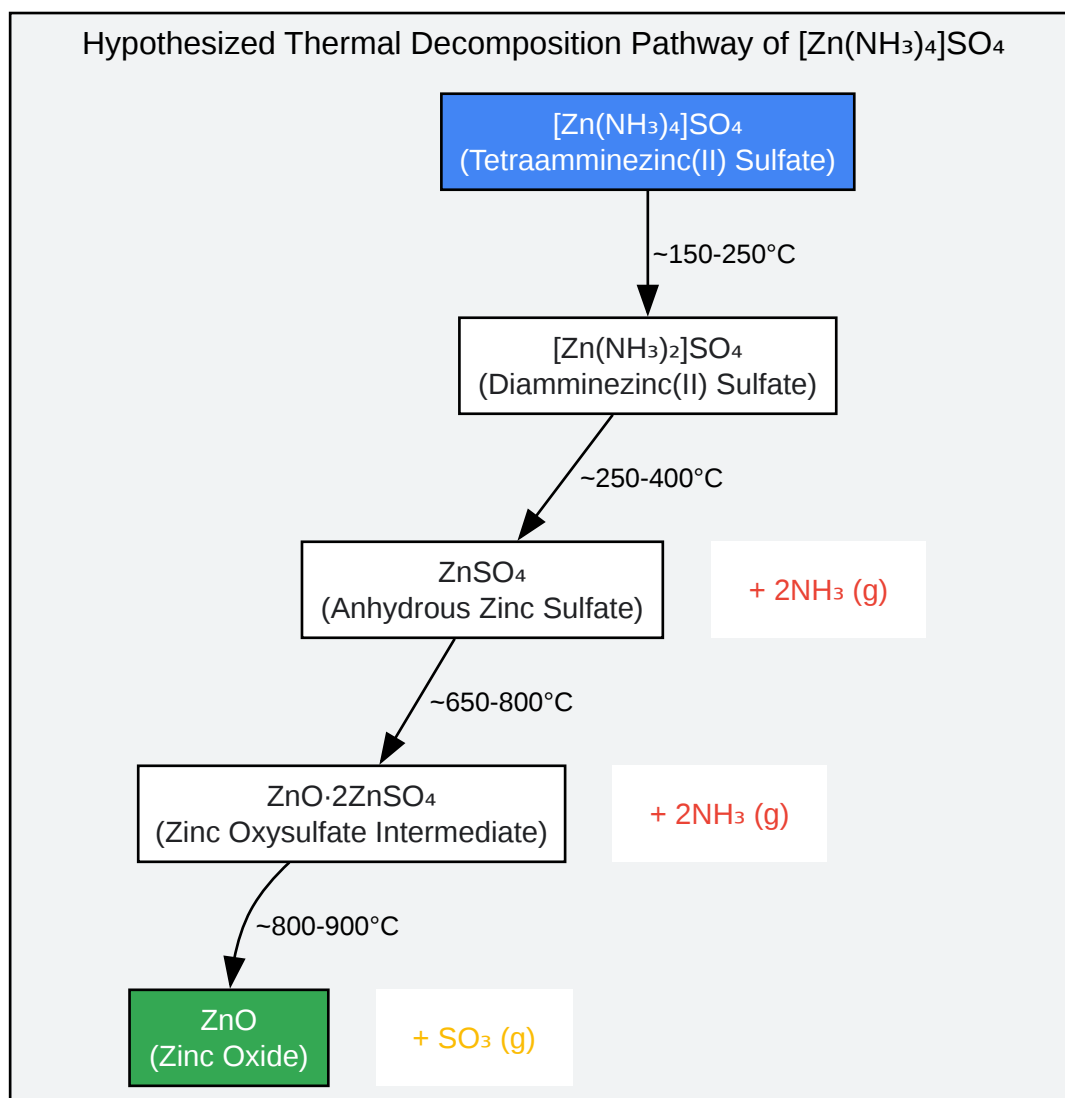 Hypothesized Thermal Decomposition Pathway of [Zn(NH₃)₄]SO₄
[Zn(NH₃)₄]SO₄
(Tetraamminezinc(II) Sulfate)
~150-250°C
[Zn(NH₃)₂]SO₄
(Diamminezinc(II) Sulfate)
~250-400°C
ZnSO₄
(Anhydrous Zinc Sulfate)
+ 2NH₃ (g)
~650-800°C
ZnO·2ZnSO₄
(Zinc Oxysulfate Intermediate)
+ 2NH₃ (g)
~800-900°C
ZnO
(Zinc Oxide)
+ SO₃ (g)